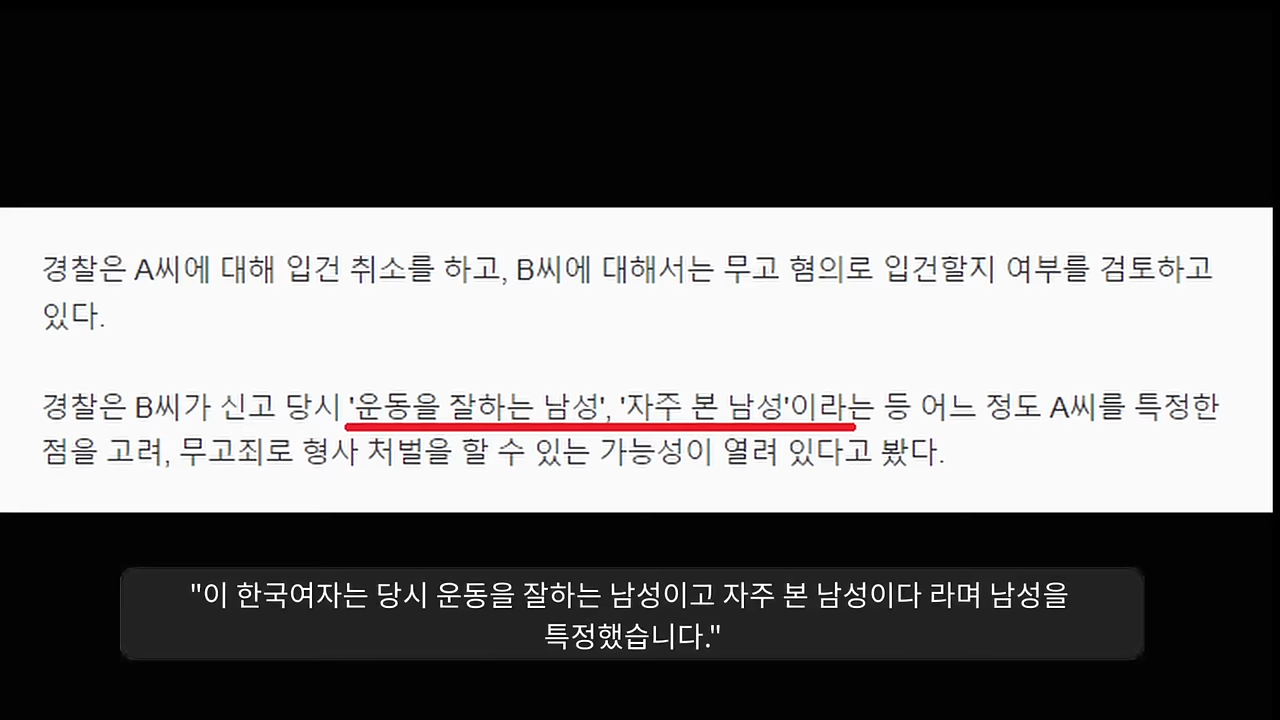 경찰은 A씨에 대해 입건 취소를 하고, B씨에 대해서는 무고 혐의로 입건할지 여부를 검토하고
있다.
경찰은 B씨가 신고 당시 '운동을 잘하는 남성', '자주 본 남성'이라는 등 어느 정도 A씨를 특정한
점을 고려, 무고죄로 형사 처벌을 할 수 있는 가능성이 열려 있다고 봤다.
"이 한국여자는 당시 운동을 잘하는 남성이고 자주 본 남성이다 라며 남성을
특정했습니다."